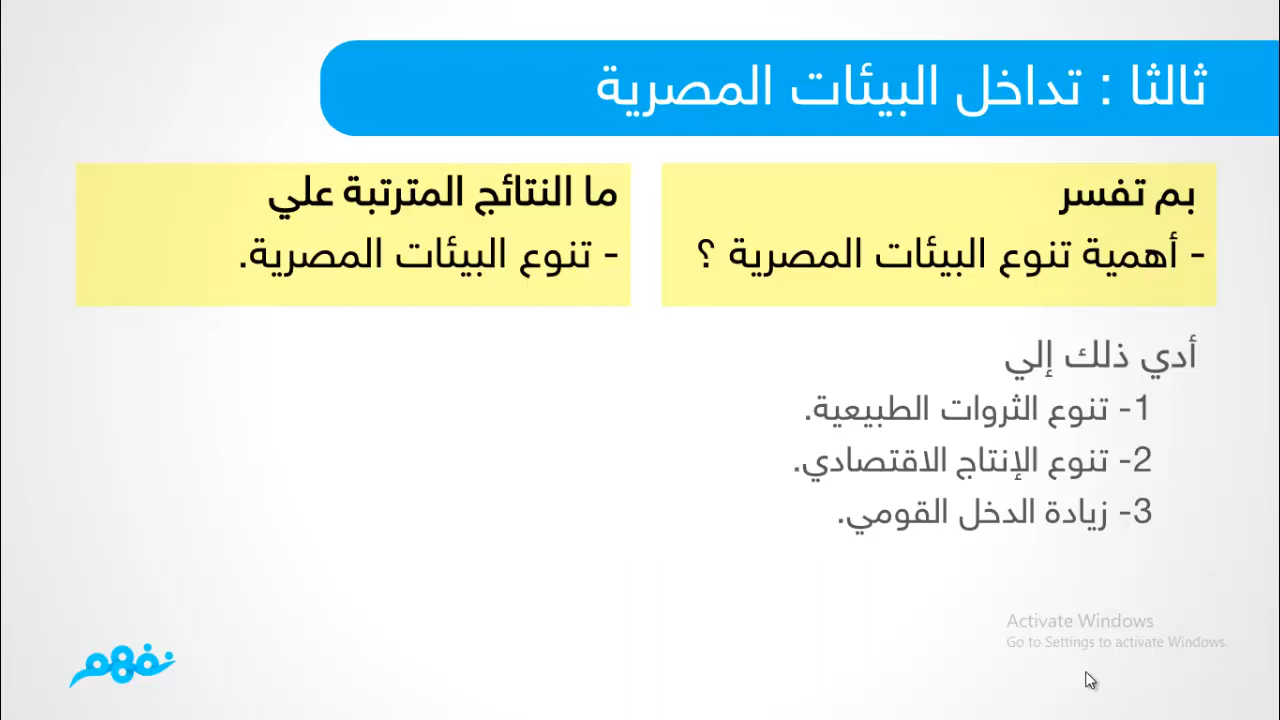 ثالثا : تداخل البيئات المصرية
بم تفسر
- أهمية تنوع البيئات المصرية ؟
ما النتائج المترتبة علي
- تنوع البيئات المصرية.
أدي ذلك إلي
1- تنوع الثروات الطبيعية.
2- تنوع الإنتاج الاقتصادي.
3- زيادة الدخل القومي.
Activate Windows
Go to Settings to activate Windows.
نفهم